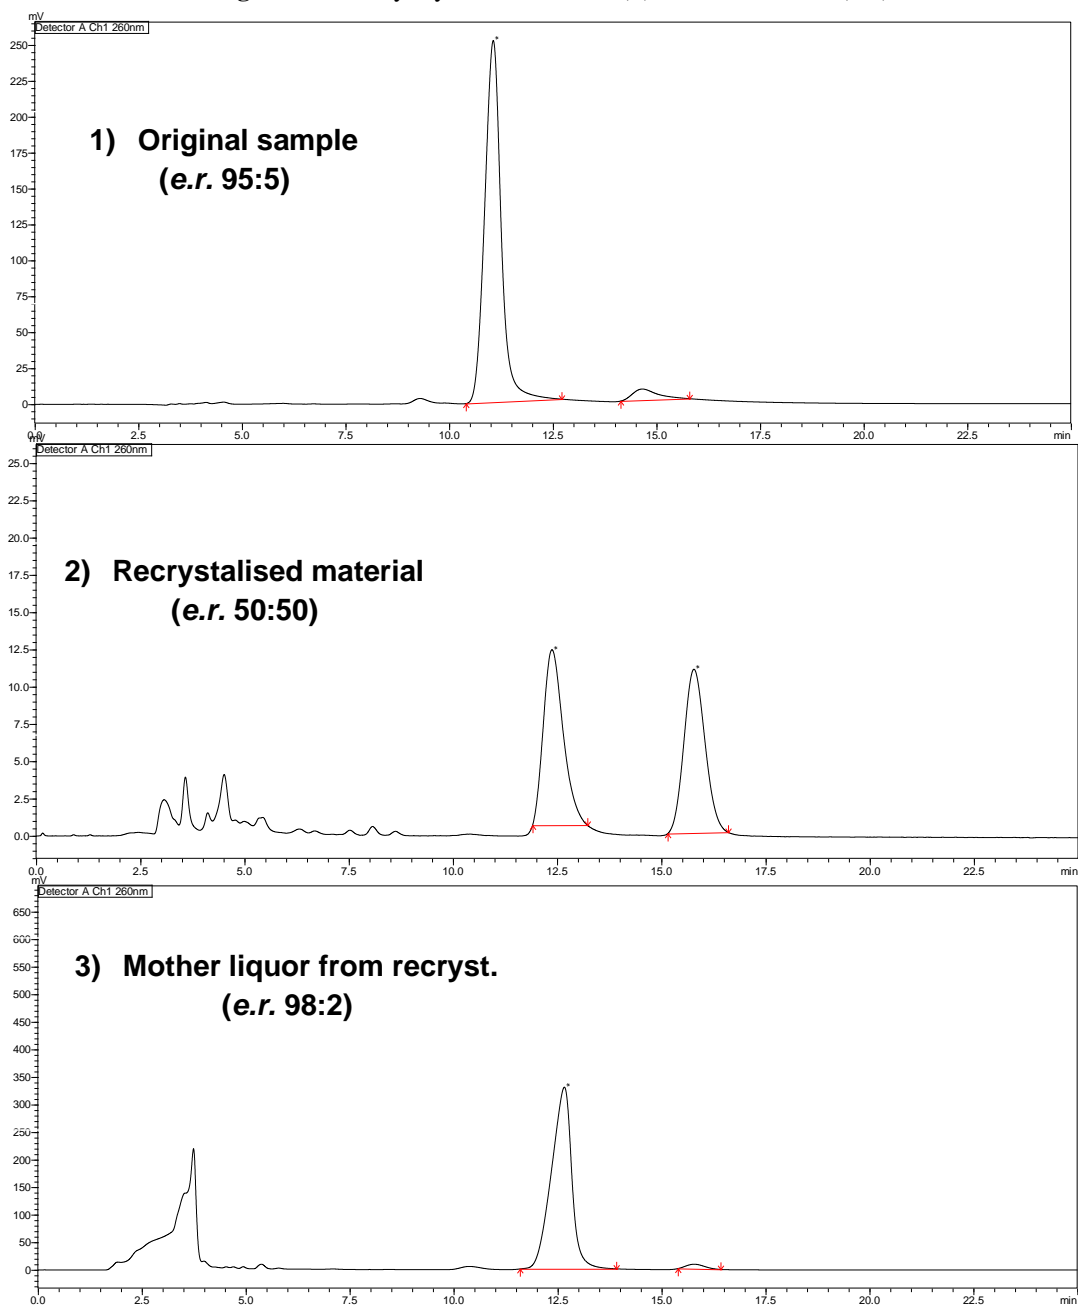 mV
Detector A Ch1 260nm
250
225
200
175
150
125
100
75
50
25
0
1) Original sample
(e.r. 95:5)
0.0 2.5 5.0 7.5 10.0 12.5 15.0 17.5 20.0 22.5 min
mV
Detector A Ch1 260nm
25.0
22.5
20.0
17.5
15.0
12.5
10.0
7.5
5.0
2.5
0.0
2) Recrystalised material
(e.r. 50:50)
0.0 2.5 5.0 7.5 10.0 12.5 15.0 17.5 20.0 22.5 min
mV
Detector A Ch1 260nm
650
600
550
500
450
400
350
300
250
200
150
100
50
0
3) Mother liquor from recryst.
(e.r. 98:2)
0.0 2.5 5.0 7.5 10.0 12.5 15.0 17.5 20.0 22.5 min